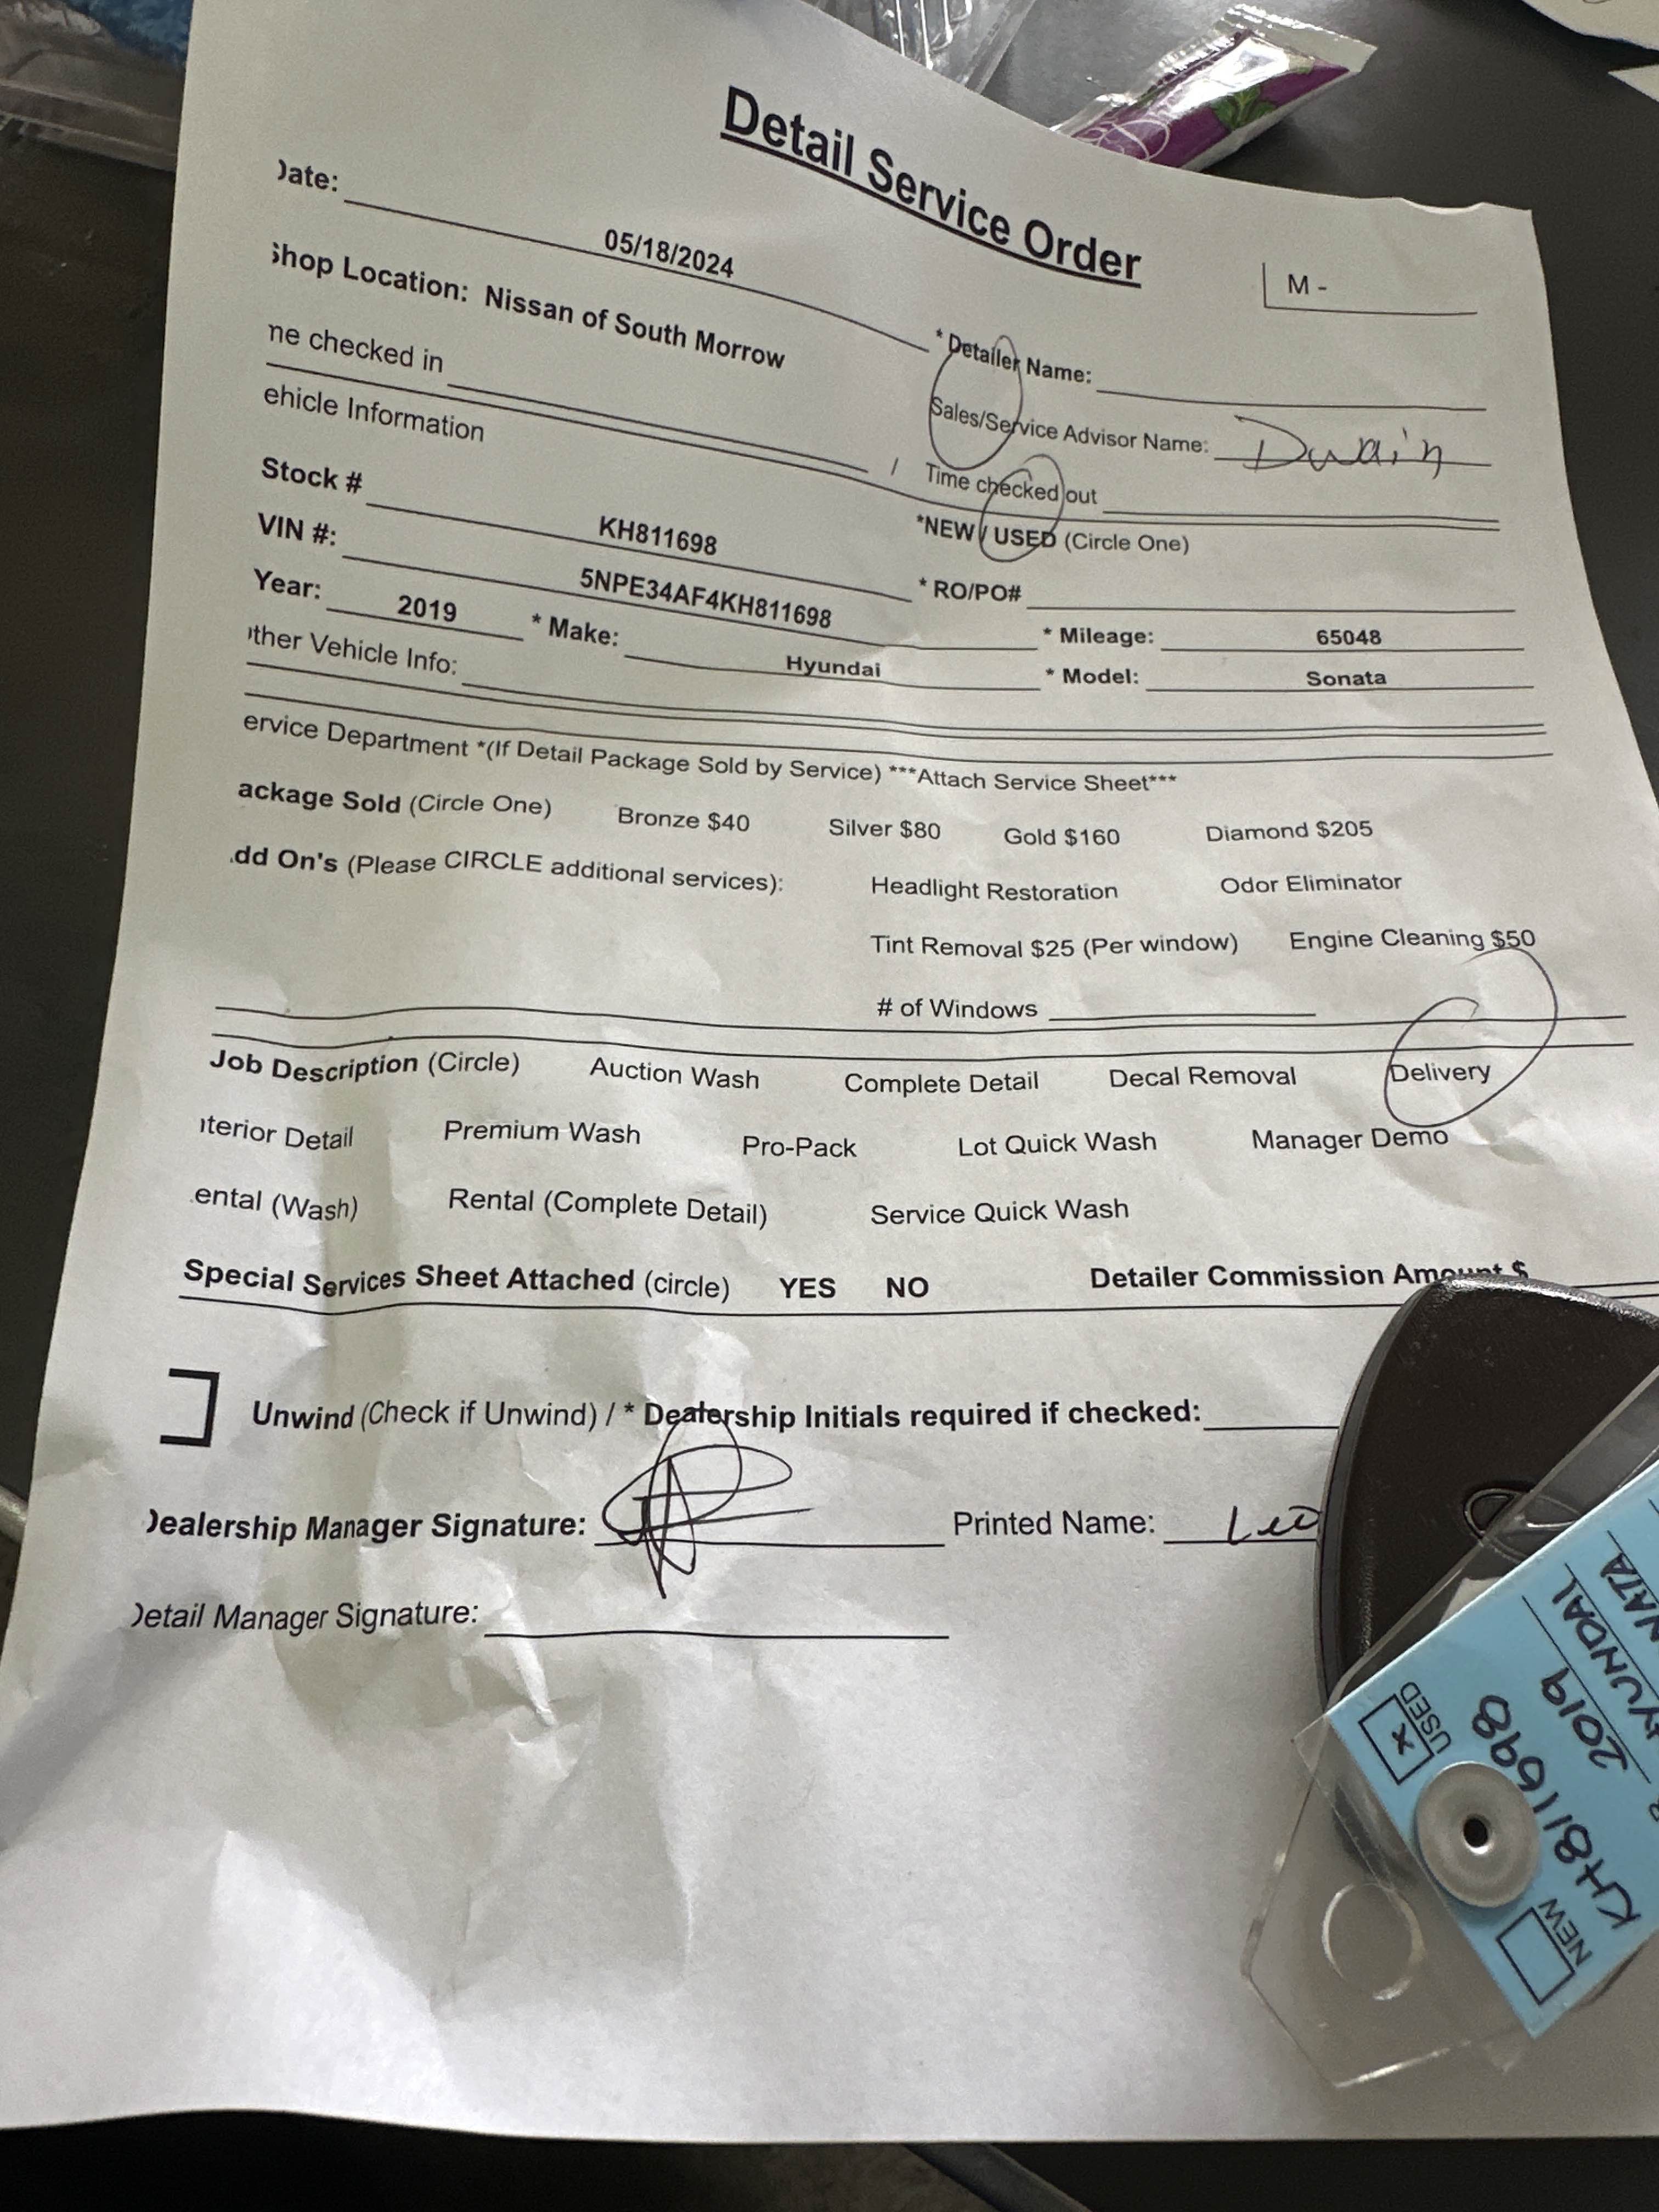 Detail Service Order
Date: 05/18/2024
M -
Shop Location: Nissan of South Morrow
* Detailer Name:
me checked in
Sales/Service Advisor Name: Dwain
/ Time checked out
ehicle Information
*NEW / USED (Circle One)
Stock # KH811698
* RO/PO#
VIN #: 5NPE34AF4KH811698
* Mileage: 65048
Year: 2019 * Make: Hyundai
* Model: Sonata
ther Vehicle Info:
ervice Department *(If Detail Package Sold by Service) ***Attach Service Sheet***
ackage Sold (Circle One) Bronze $40 Silver $80 Gold $160 Diamond $205
dd On's (Please CIRCLE additional services): Headlight Restoration Odor Eliminator
Tint Removal $25 (Per window) Engine Cleaning $50
# of Windows
Job Description (Circle) Auction Wash Complete Detail Decal Removal Delivery
nterior Detail Premium Wash Pro-Pack Lot Quick Wash Manager Demo
ental (Wash) Rental (Complete Detail) Service Quick Wash
Special Services Sheet Attached (circle) YES NO Detailer Commission Amount $
Unwind (Check if Unwind) / * Dealership Initials required if checked:
Dealership Manager Signature: Printed Name: Leo
Detail Manager Signature:
X USED
NEW
KH811698
2019
YUNDAI
NATA